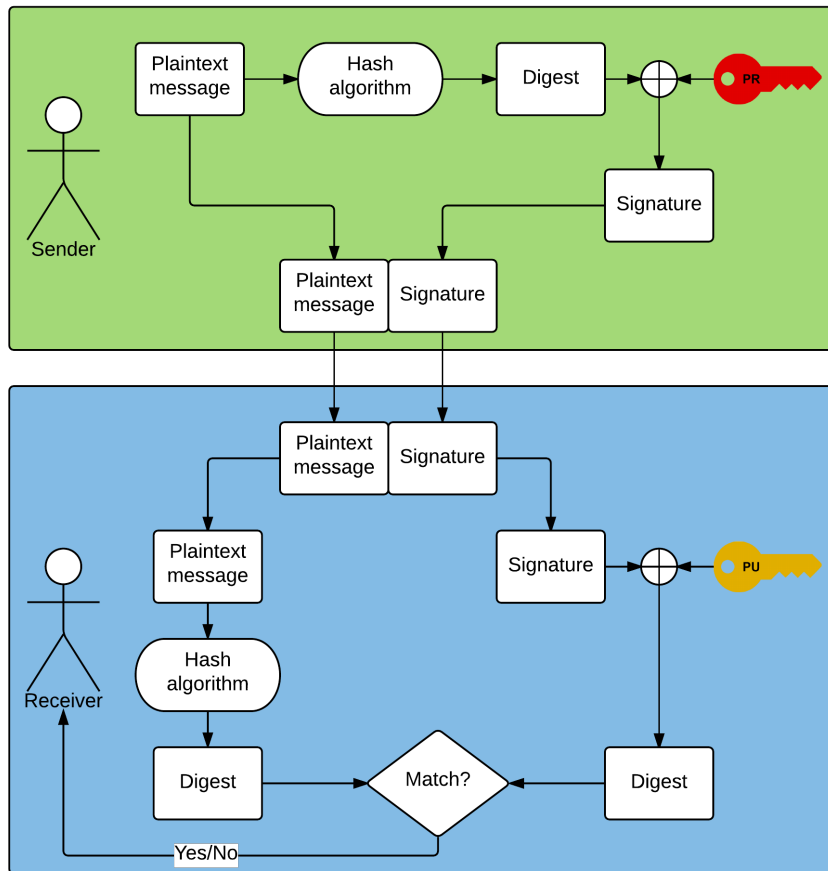 Plaintext
message
Hash
algorithm
Digest
PR
Signature
Sender
Plaintext
message
Signature
Plaintext
message
Signature
Plaintext
message
Signature
PU
Hash
algorithm
Receiver
Digest
Match?
Digest
Yes/No